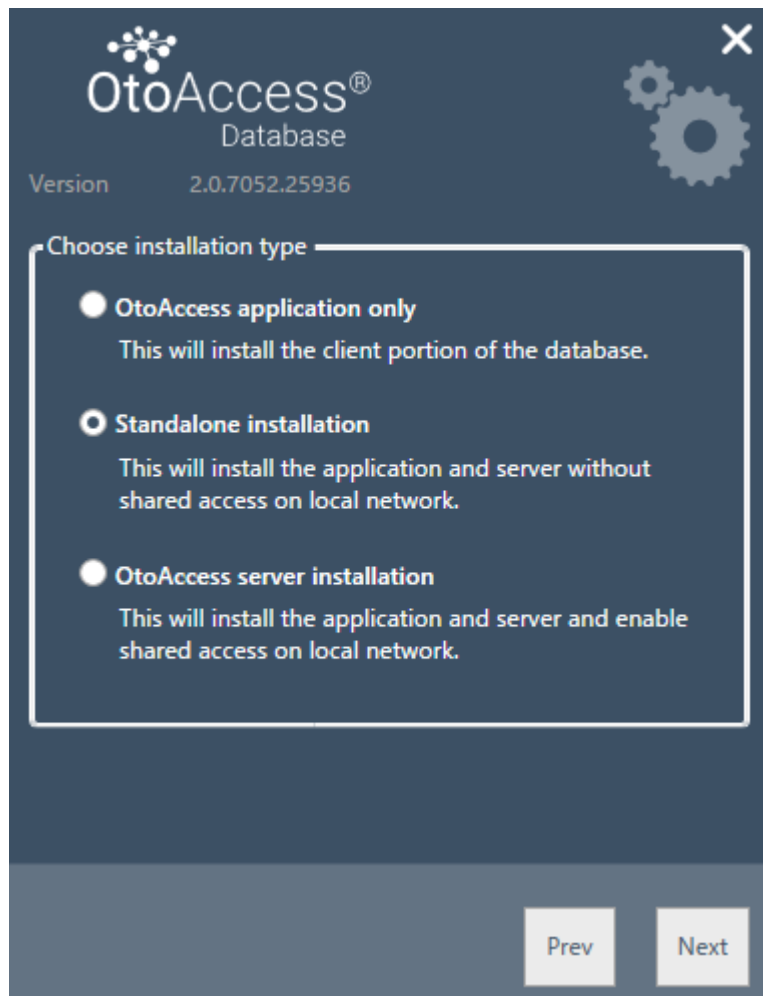 OtoAccess®
Database
Version 2.0.7052.25936
Choose installation type
OtoAccess application only
This will install the client portion of the database.
Standalone installation
This will install the application and server without
shared access on local network.
OtoAccess server installation
This will install the application and server and enable
shared access on local network.
Prev Next